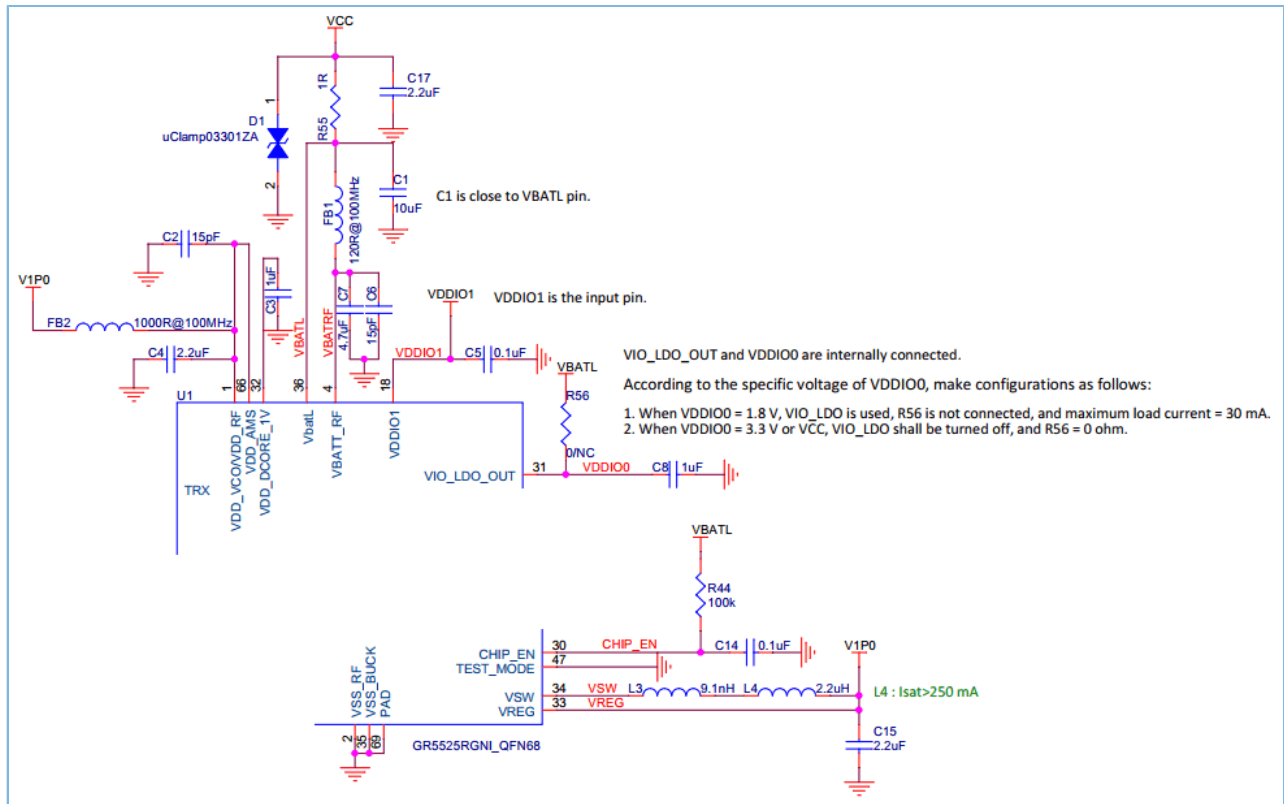 VCC
1R
R55
C17
2.2uF
1
D1
uClamp03301ZA
2
C1
10uF
C1 is close to VBATL pin.
FB1
120R@100MHz
C2
15pF
V1P0
FB2
1000R@100MHz
C4
2.2uF
1uF
C3
VBATL
VBATRF
C7
4.7uF
C6
15pF
VDDIO1
VDDIO1 is the input pin.
VDDIO1
C5
0.1uF
VBATL
R56
0/NC
VIO_LDO_OUT and VDDIO0 are internally connected.
According to the specific voltage of VDDIO0, make configurations as follows:
1. When VDDIO0 = 1.8 V, VIO_LDO is used, R56 is not connected, and maximum load current = 30 mA.
2. When VDDIO0 = 3.3 V or VCC, VIO_LDO shall be turned off, and R56 = 0 ohm.
U1
1
66
32
36
4
18
VDD_VCO/VDD_RF
VDD_AMS
VDD_DCORE_1V
VbatL
VBATT_RF
VDDIO1
TRX
VIO_LDO_OUT
31
VDDIO0
C8
1uF
VBATL
R44
100k
CHIP_EN
30
CHIP_EN
C14
0.1uF
V1P0
TEST_MODE
47
VSW
34
VSW
L3
9.1nH
L4
2.2uH
L4 : Isat>250 mA
VREG
33
VREG
VSS_RF
VSS_BUCK
PAD
2
35
69
GR5525RGNI_QFN68
C15
2.2uF